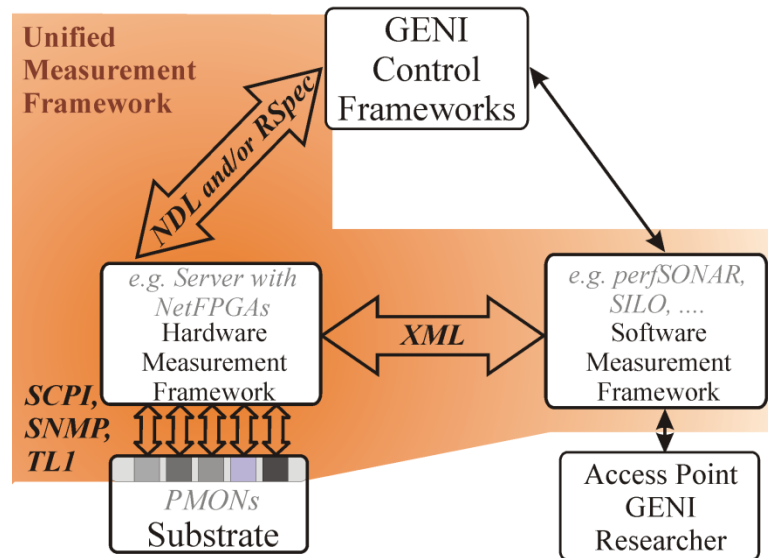 Unified
Measurement
Framework
GENI
Control
Frameworks
NDL and/or RSpec
e.g. Server with
NetFPGAs
Hardware
Measurement
Framework
XML
e.g. perfSONAR,
SILO, ....
Software
Measurement
Framework
SCPI,
SNMP,
TL1
PMONs
Substrate
Access Point
GENI
Researcher